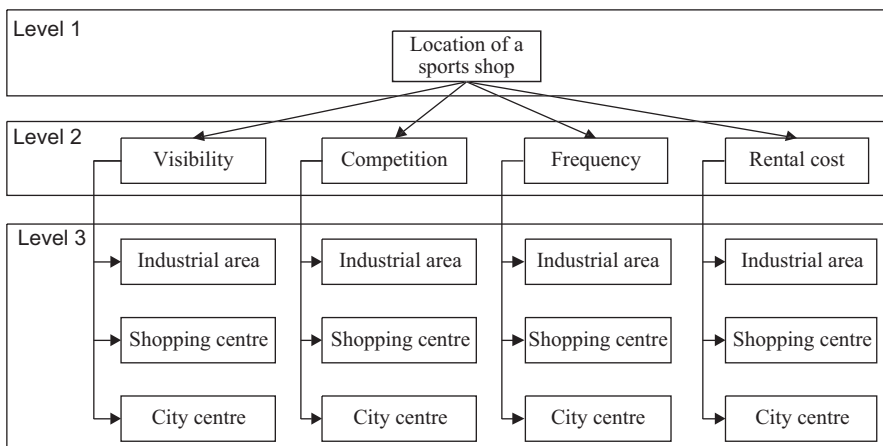 Level 1
Location of a
sports shop
Level 2
Visibility
Competition
Frequency
Rental cost
Level 3
Industrial area
Industrial area
Industrial area
Industrial area
Shopping centre
Shopping centre
Shopping centre
Shopping centre
City centre
City centre
City centre
City centre